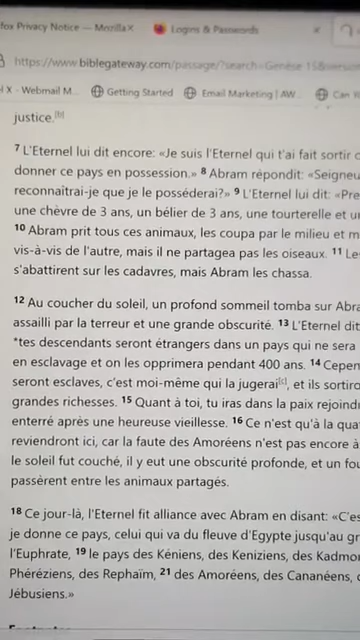 fox Privacy Notice — Mozilla × Logins & Passwords ×
https://www.biblegateway.com/passage/?search=Genèse 15&version
l X - Webmail M... Getting Started Email Marketing | AW... Can
justice.[b]
7 L'Eternel lui dit encore: «Je suis l'Eternel qui t'ai fait sortir
donner ce pays en possession.» 8 Abram répondit: «Seigneu
reconnaîtrai-je que je le posséderai?» 9 L'Eternel lui dit: «Pre
une chèvre de 3 ans, un bélier de 3 ans, une tourterelle et u
10 Abram prit tous ces animaux, les coupa par le milieu et m
vis-à-vis de l'autre, mais il ne partagea pas les oiseaux. 11 Le
s'abattirent sur les cadavres, mais Abram les chassa.
12 Au coucher du soleil, un profond sommeil tomba sur Abra
assailli par la terreur et une grande obscurité. 13 L'Eternel dit
*tes descendants seront étrangers dans un pays qui ne sera
en esclavage et on les opprimera pendant 400 ans. 14 Cepen
seront esclaves, c'est moi-même qui la jugerai[c], et ils sortiro
grandes richesses. 15 Quant à toi, tu iras dans la paix rejoindr
enterré après une heureuse vieillesse. 16 Ce n'est qu'à la qua
reviendront ici, car la faute des Amoréens n'est pas encore à
le soleil fut couché, il y eut une obscurité profonde, et un fou
passèrent entre les animaux partagés.
18 Ce jour-là, l'Eternel fit alliance avec Abram en disant: «C'es
je donne ce pays, celui qui va du fleuve d'Egypte jusqu'au gr
l'Euphrate, 19 le pays des Kéniens, des Keniziens, des Kadmo
Phéréziens, des Rephaïm, 21 des Amoréens, des Cananéens,
Jébusiens.»